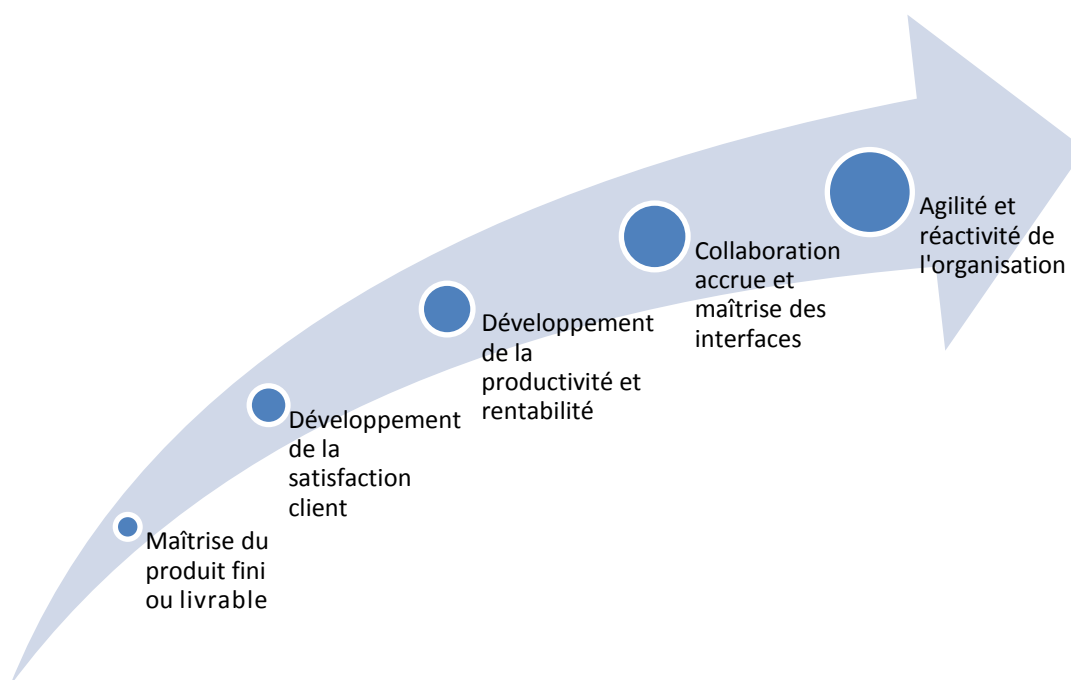 Maîtrise du
produit fini
ou livrable
Développement
de la
satisfaction
client
Développement
de la
productivité et
rentabilité
Collaboration
accrue et
maîtrise des
interfaces
Agilité et
réactivité de
l'organisation